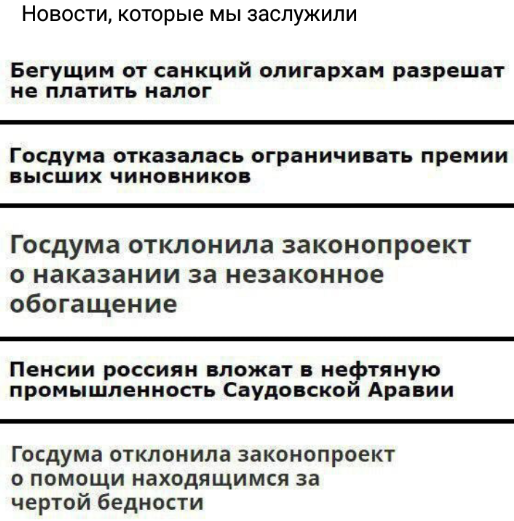 Новости, которые мы заслужили
Бегущим от санкций олигархам разрешат
не платить налог
Госдума отказалась ограничивать премии
высших чиновников
Госдума отклонила законопроект
о наказании за незаконное
обогащение
Пенсии россиян вложат в нефтяную
промышленность Саудовской Аравии
Госдума отклонила законопроект
о помощи находящимся за
чертой бедности